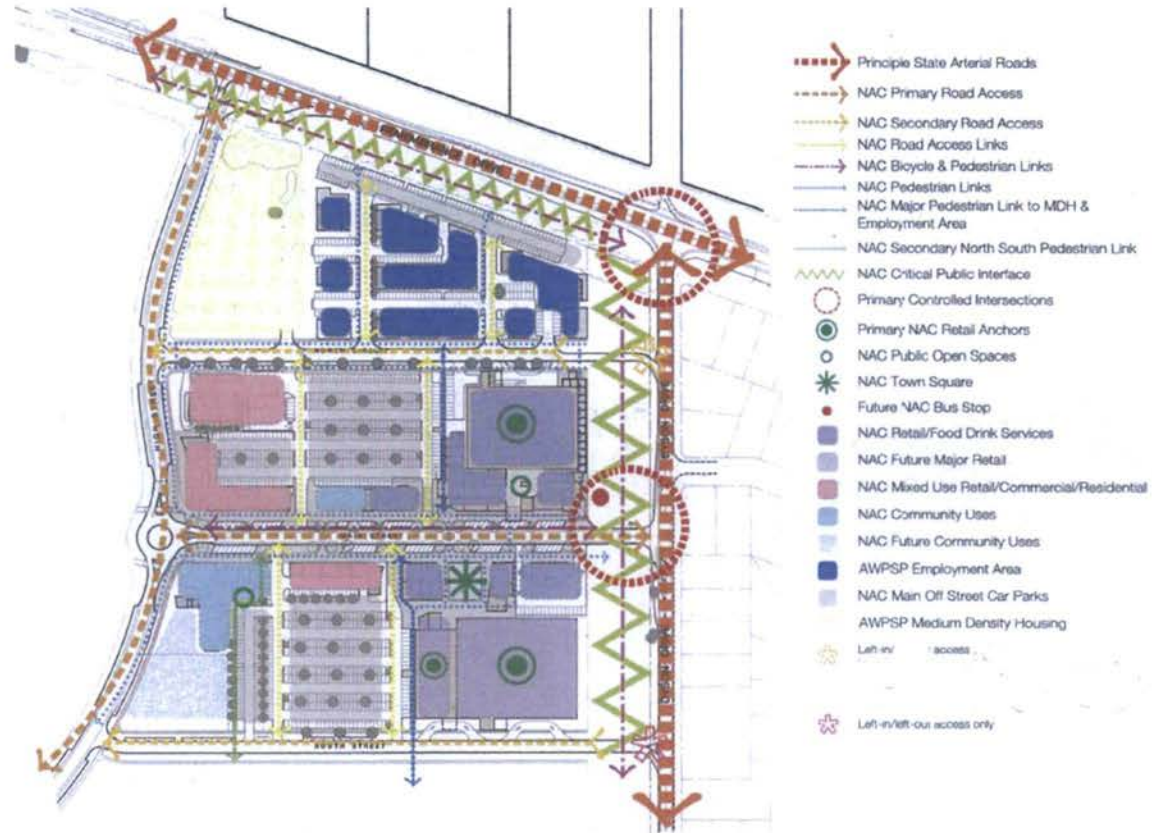 Principle State Arterial Roads
NAC Primary Road Access
NAC Secondary Road Access
NAC Road Access Links
NAC Bicycle & Pedestrian Links
NAC Pedestrian Links
NAC Major Pedestrian Link to MDH &
Employment Area
NAC Secondary North South Pedestrian Link
NAC Critical Public Interface
Primary Controlled Intersections
Primary NAC Retail Anchors
NAC Public Open Spaces
NAC Town Square
Future NAC Bus Stop
NAC Retail/Food Drink Services
NAC Future Major Retail
NAC Mixed Use Retail/Commercial/Residential
NAC Community Uses
NAC Future Community Uses
AWPSP Employment Area
NAC Main Off Street Car Parks
AWPSP Medium Density Housing
Left-in/ access
Left-in/left-out access only
MAIN STREET
SOUTH STREET